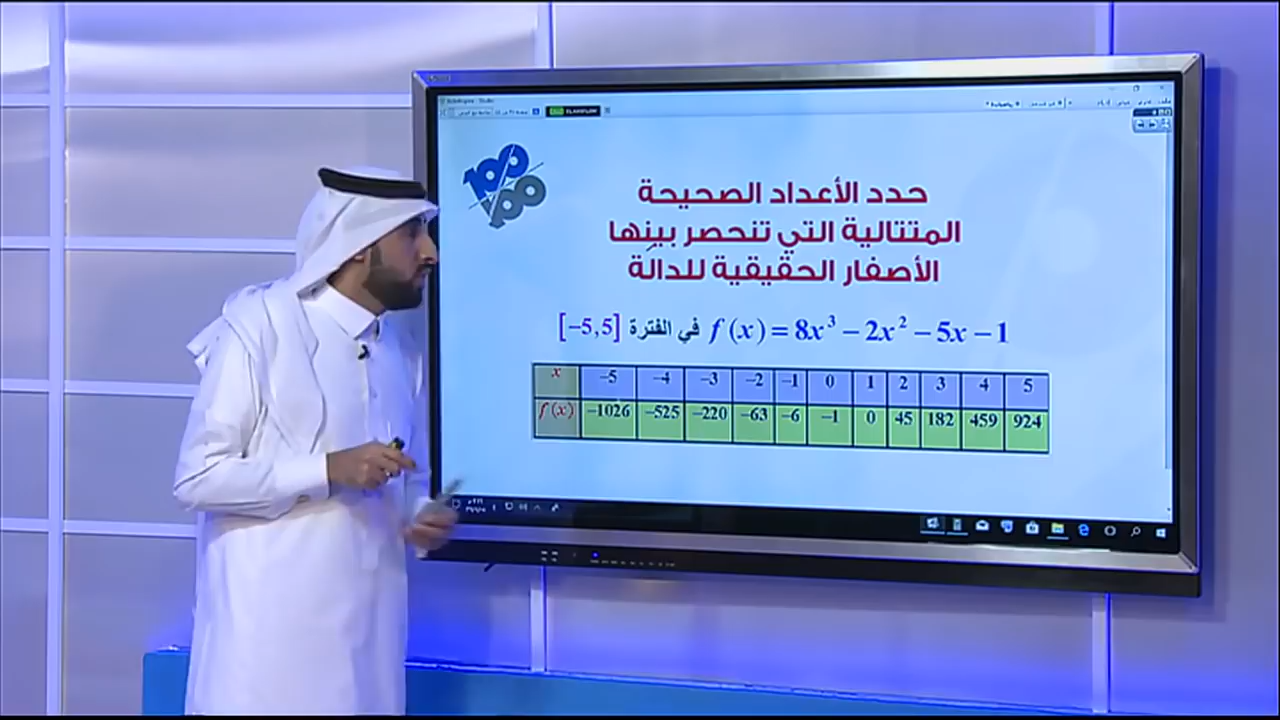 100
100
حدد الأعداد الصحيحة
المتتالية التي تنحصر بينها
الأصفار الحقيقية للدالة
f (x) = 8x³ − 2x² − 5x − 1 في الفترة [−5,5]
x −5 −4 −3 −2 −1 0 1 2 3 4 5
f (x) −1026 −525 −220 −63 −6 −1 0 45 182 459 924